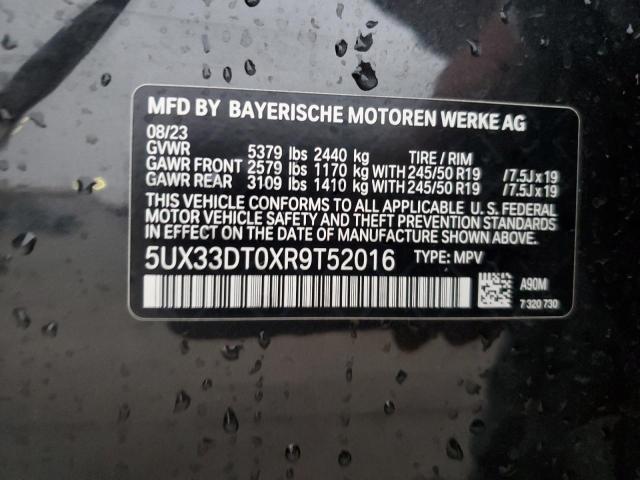 MFD BY BAYERISCHE MOTOREN WERKE AG
08/23
GVWR 5379 lbs 2440 kg TIRE / RIM
GAWR FRONT 2579 lbs 1170 kg WITH 245/50 R19 /7.5J x 19
GAWR REAR 3109 lbs 1410 kg WITH 245/50 R19 /7.5J x 19
THIS VEHICLE CONFORMS TO ALL APPLICABLE U.S. FEDERAL
MOTOR VEHICLE SAFETY AND THEFT PREVENTION STANDARDS
IN EFFECT ON THE DATE OF MANUFACTURE SHOWN ABOVE.
5UX33DT0XR9T52016 TYPE: MPV
A90M
7 320 730